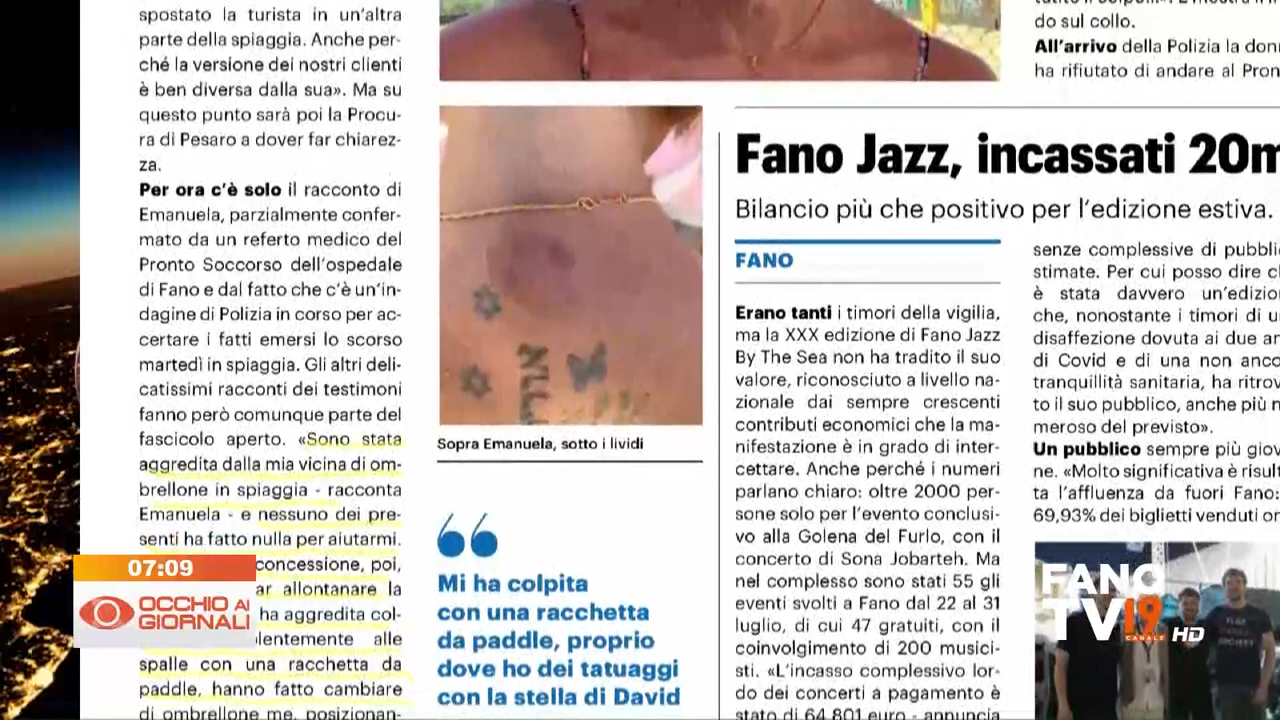 spostato la turista in un'altra
parte della spiaggia. Anche per-
ché la versione dei nostri clienti
è ben diversa dalla sua». Ma su
questo punto sarà poi la Procu-
ra di Pesaro a dover far chiarez-
za.
Per ora c'è solo il racconto di
Emanuela, parzialmente confer-
mato da un referto medico del
Pronto Soccorso dell'ospedale
di Fano e dal fatto che c'è un'in-
dagine di Polizia in corso per ac-
certare i fatti emersi lo scorso
martedì in spiaggia. Gli altri deli-
catissimi racconti dei testimoni
fanno però comunque parte del
fascicolo aperto. «Sono stata
aggredita dalla mia vicina di om-
brellone in spiaggia - racconta
Emanuela - e nessuno dei pre-
senti ha fatto nulla per aiutarmi.
concessione, poi,
ar allontanare la
ha aggredita col-
lentemente alle
spalle con una racchetta da
paddle, hanno fatto cambiare
di ombrellone me, posizionan-
Sopra Emanuela, sotto i lividi
Mi ha colpita
con una racchetta
da paddle, proprio
dove ho dei tatuaggi
con la stella di David
do sul collo.
All'arrivo della Polizia la don
ha rifiutato di andare al Pron
Fano Jazz, incassati 20m
Bilancio più che positivo per l'edizione estiva.
FANO
Erano tanti i timori della vigilia,
ma la XXX edizione di Fano Jazz
By The Sea non ha tradito il suo
valore, riconosciuto a livello na-
zionale dai sempre crescenti
contributi economici che la ma-
nifestazione è in grado di inter-
cettare. Anche perché i numeri
parlano chiaro: oltre 2000 per-
sone solo per l'evento conclusi-
vo alla Golena del Furlo, con il
concerto di Sona Jobarteh. Ma
nel complesso sono stati 55 gli
eventi svolti a Fano dal 22 al 31
luglio, di cui 47 gratuiti, con il
coinvolgimento di 200 musici-
sti. «L'incasso complessivo lor-
do dei concerti a pagamento è
stato di 64.801 euro - annuncia
senze complessive di pubbli
stimate. Per cui posso dire c
è stata davvero un'edizio
che, nonostante i timori di u
disaffezione dovuta ai due an
di Covid e di una non anco
tranquillità sanitaria, ha ritrov
to il suo pubblico, anche più n
meroso del previsto».
Un pubblico sempre più giov
ne. «Molto significativa è risult
ta l'affluenza da fuori Fano:
69,93% dei biglietti venduti on
07:09
OCCHIO AI
GIORNALI
FANO
TV19
CANALE HD